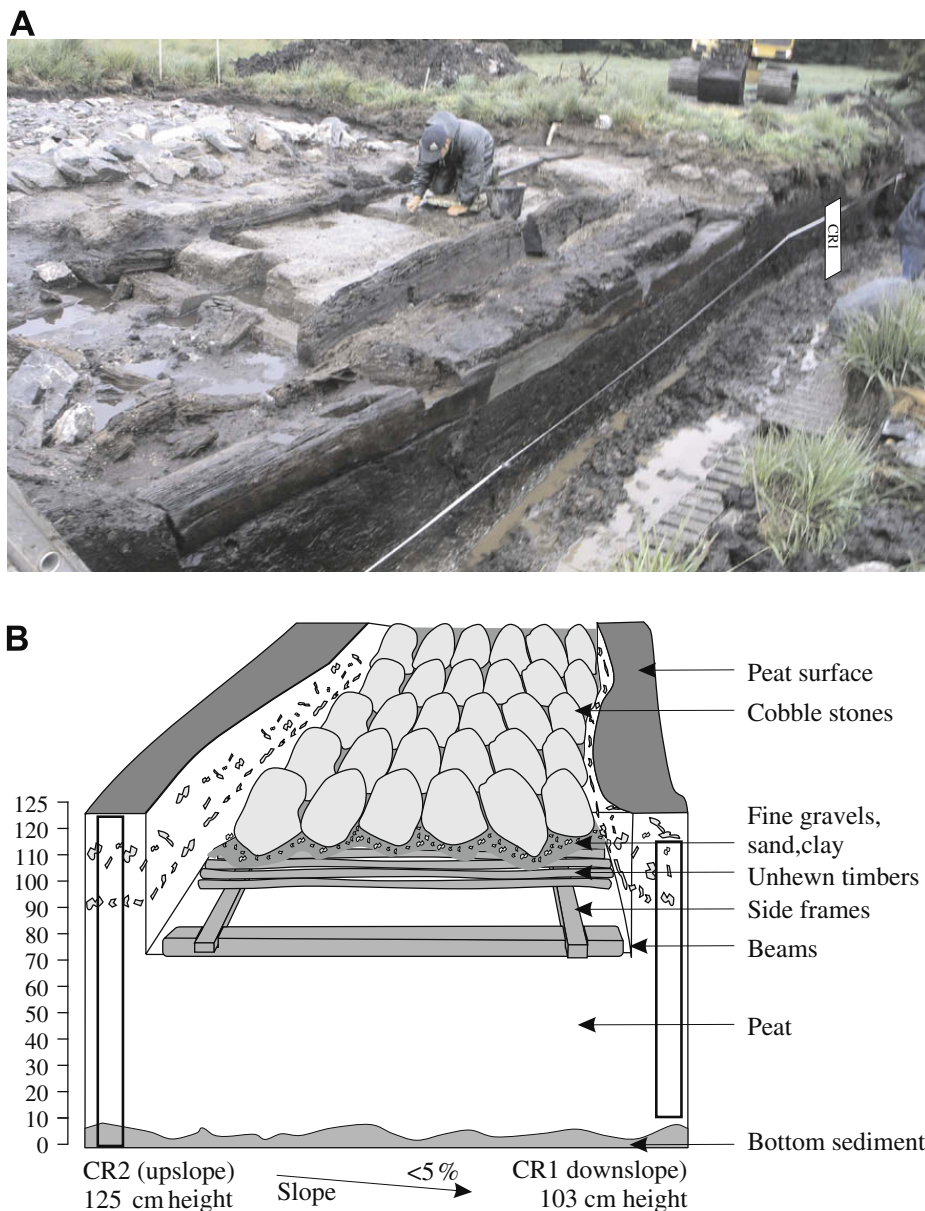 A
CR1
B
Peat surface
Cobble stones
125
120
110
100
90
80
70
60
50
40
30
20
10
0
Fine gravels,
sand,clay
Unhewn timbers
Side frames
Beams
Peat
Bottom sediment
CR2 (upslope)
125 cm height
Slope
<5 %
CR1 downslope)
103 cm height